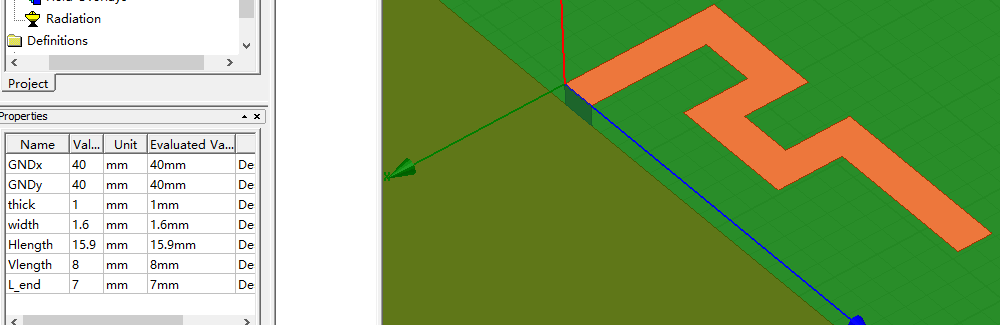 Radiation
Definitions
Project
Properties
Name Val... Unit Evaluated Va...
GNDx 40 mm 40mm De
GNDy 40 mm 40mm De
thick 1 mm 1mm De
width 1.6 mm 1.6mm De
Hlength 15.9 mm 15.9mm De
Vlength 8 mm 8mm De
L_end 7 mm 7mm De